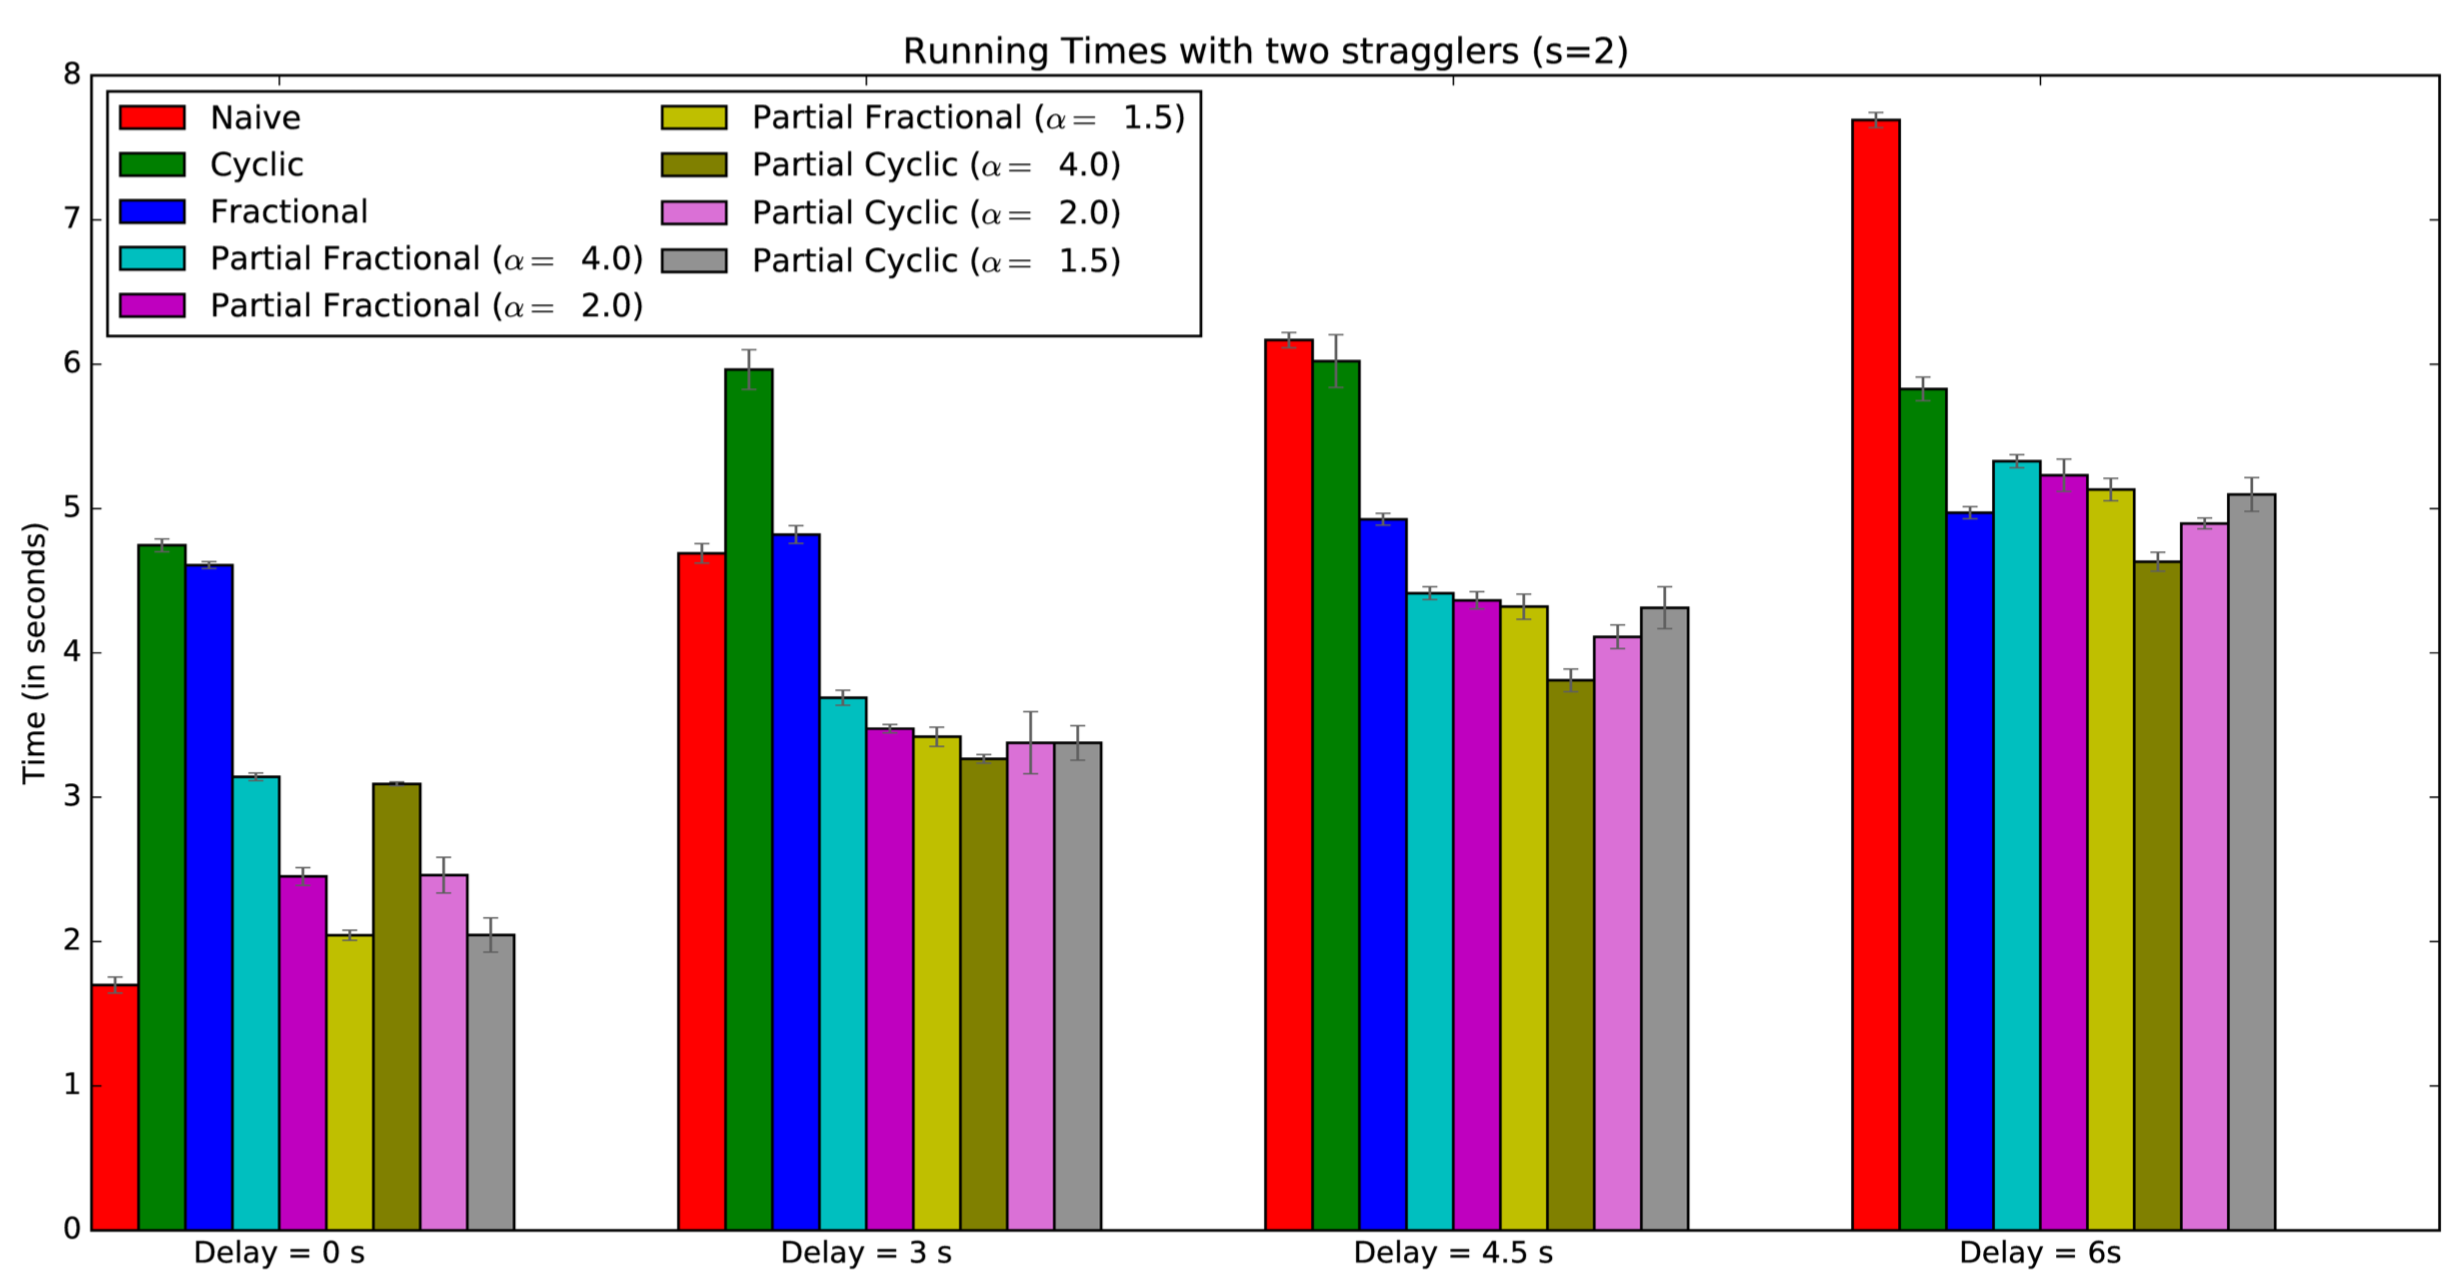 Running Times with two stragglers (s=2)
Time (in seconds)
8
7
6
5
4
3
2
1
0
Naive
Cyclic
Fractional
Partial Fractional (α= 4.0)
Partial Fractional (α= 2.0)
Partial Fractional (α= 1.5)
Partial Cyclic (α= 4.0)
Partial Cyclic (α= 2.0)
Partial Cyclic (α= 1.5)
Delay = 0 s
Delay = 3 s
Delay = 4.5 s
Delay = 6s